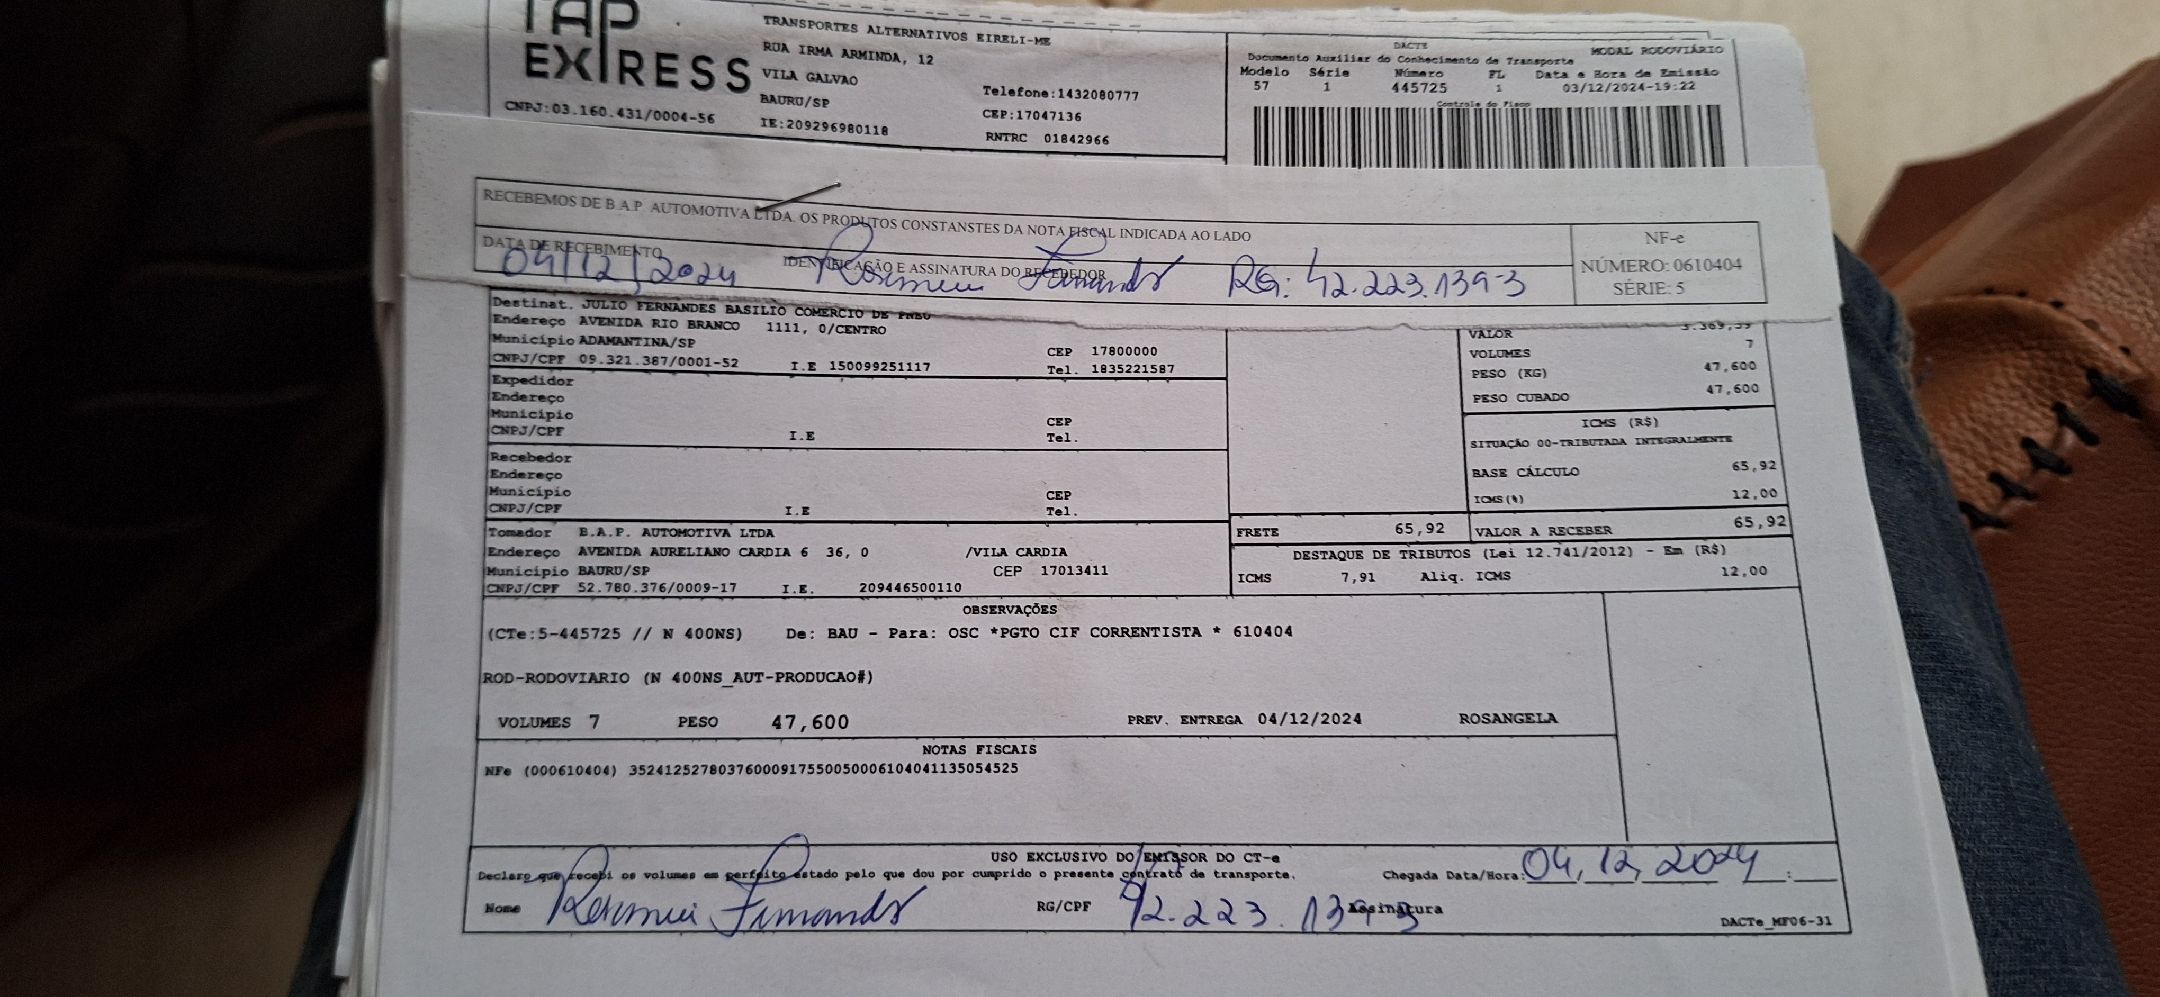 TAP
EXPRESS
TRANSPORTES ALTERNATIVOS EIRELI-ME
RUA IRMA ARMINDA, 12
VILA GALVAO
BAURU/SP
CNPJ:03.160.431/0004-56
IE:209296980118
Telefone:1432080777
CEP:17047136
RNTRC 01842966
DACTE
MODAL RODOVIÁRIO
Documento Auxiliar do Conhecimento de Transporte
Modelo Série Número FL Data e Hora de Emissão
57 1 445725 1 03/12/2024-19:22
Controle do Fisco
RECEBEMOS DE B.A.P. AUTOMOTIVA LTDA. OS PRODUTOS CONSTANSTES DA NOTA FISCAL INDICADA AO LADO
DATA DE RECEBIMENTO
IDENTIFICAÇÃO E ASSINATURA DO RECEBEDOR
04/12/2024 Fernands RG: 42.223.139-3
NF-e
NÚMERO: 0610404
SÉRIE: 5
Destinat. JULIO FERNANDES BASILIO COMERCIO DE PNEU
Endereço AVENIDA RIO BRANCO 1111, 0/CENTRO
Município ADAMANTINA/SP CEP 17800000
CNPJ/CPF 09.321.387/0001-52 I.E 150099251117 Tel. 1835221587
Expedidor
Endereço
Município CEP
CNPJ/CPF I.E Tel.
Recebedor
Endereço
Município CEP
CNPJ/CPF I.E Tel.
Tomador B.A.P. AUTOMOTIVA LTDA
Endereço AVENIDA AURELIANO CARDIA 6 36, 0 /VILA CARDIA
Município BAURU/SP CEP 17013411
CNPJ/CPF 52.780.376/0009-17 I.E. 209446500110
VALOR
VOLUMES 7
PESO (KG) 47,600
PESO CUBADO 47,600
ICMS (R$)
SITUAÇÃO 00-TRIBUTADA INTEGRALMENTE
BASE CÁLCULO 65,92
ICMS(%) 12,00
FRETE 65,92 VALOR A RECEBER 65,92
DESTAQUE DE TRIBUTOS (Lei 12.741/2012) - Em (R$)
ICMS 7,91 Aliq. ICMS 12,00
OBSERVAÇÕES
(CTe:5-445725 // N 400NS) De: BAU - Para: OSC *PGTO CIF CORRENTISTA * 610404
ROD-RODOVIARIO (N 400NS_AUT-PRODUCAO#)
VOLUMES 7 PESO 47,600 PREV. ENTREGA 04/12/2024 ROSANGELA
NOTAS FISCAIS
NFe (000610404) 35241252780376000917550050006104041135054525
USO EXCLUSIVO DO EMISSOR DO CT-e
Declaro que recebi os volumes em perfeito estado pelo que dou por cumprido o presente contrato de transporte. Chegada Data/Hora: 04/12/2024 :
Nome Fernands RG/CPF 42.223.139-3 Assinatura
DACTe_MF06-31